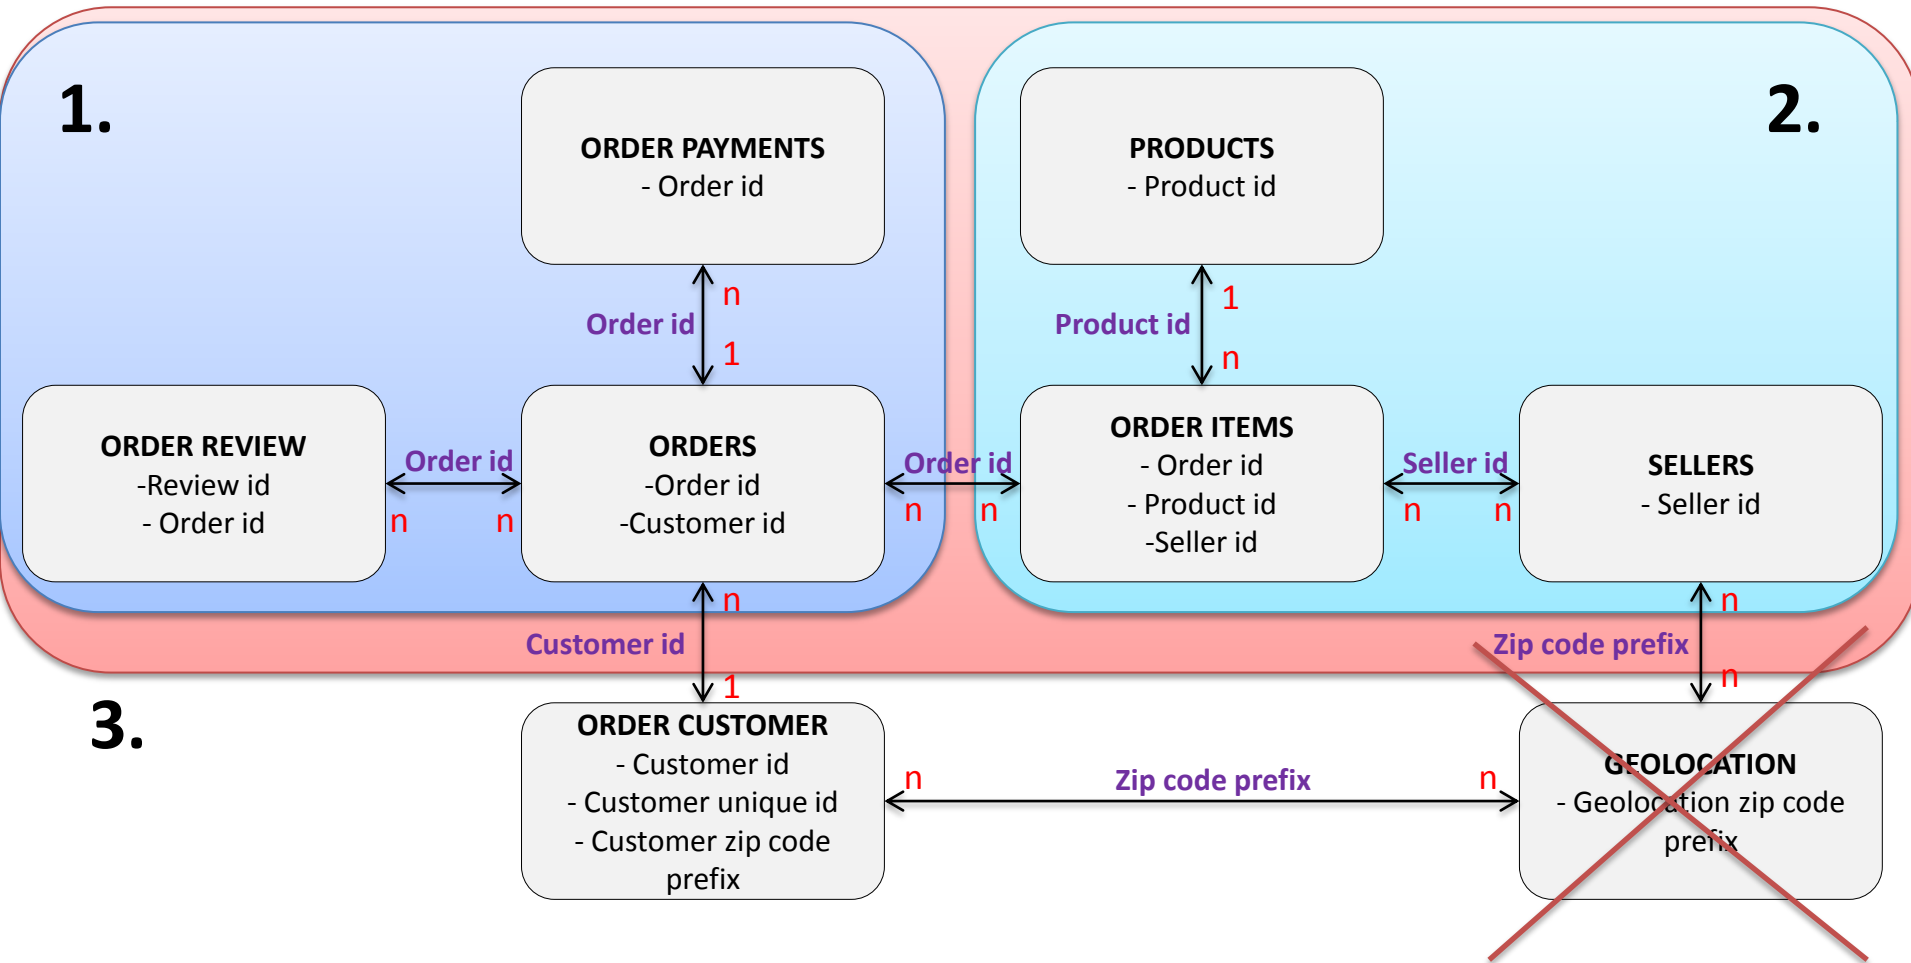 1.
2.
ORDER PAYMENTS
- Order id
PRODUCTS
- Product id
n
Order id
1
1
Product id
n
ORDER REVIEW
-Review id
- Order id
Order id
n
n
ORDERS
-Order id
-Customer id
Order id
n
n
ORDER ITEMS
- Order id
- Product id
-Seller id
Seller id
n
n
SELLERS
- Seller id
n
Customer id
1
n
Zip code prefix
n
3.
ORDER CUSTOMER
- Customer id
- Customer unique id
- Customer zip code
prefix
n
Zip code prefix
n
GEOLOCATION
- Geolocation zip code
prefix